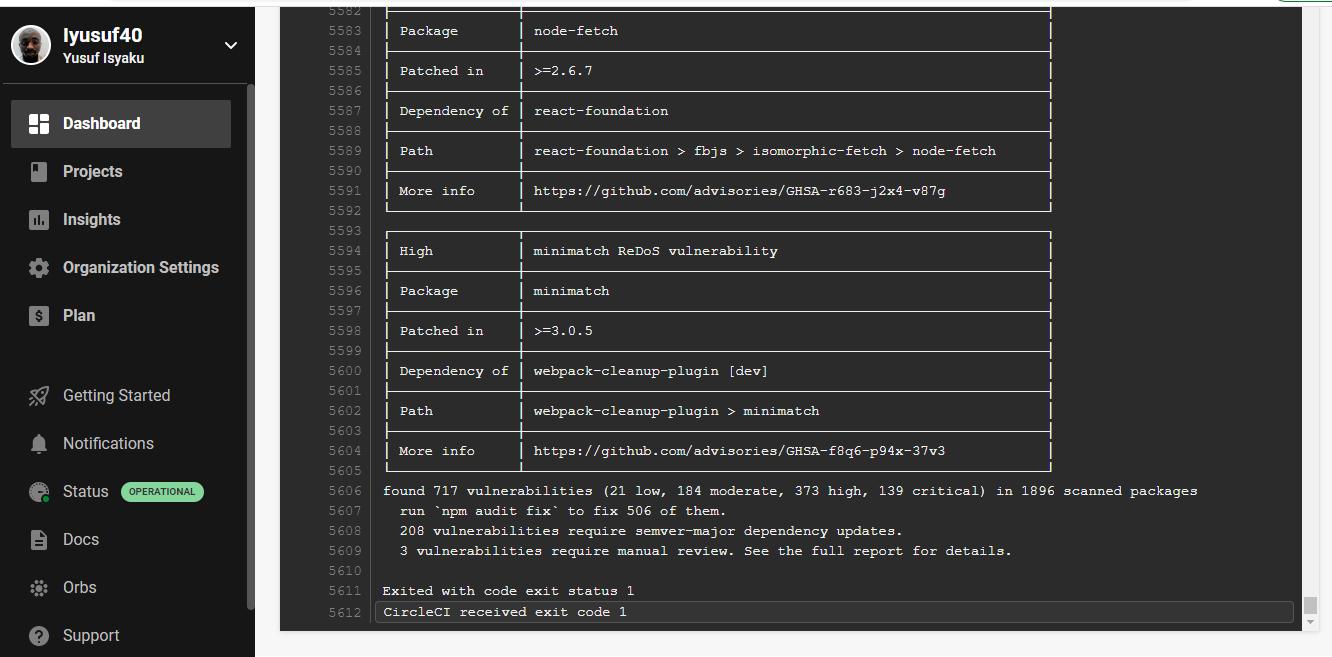 Iyusuf40
Yusuf Isyaku
Dashboard
Projects
Insights
Organization Settings
Plan
Getting Started
Notifications
Status OPERATIONAL
Docs
Orbs
Support
5582
5583 Package node-fetch
5584
5585 Patched in >=2.6.7
5586
5587 Dependency of react-foundation
5588
5589 Path react-foundation > fbjs > isomorphic-fetch > node-fetch
5590
5591 More info https://github.com/advisories/GHSA-r683-j2x4-v87g
5592
5593
5594 High minimatch ReDoS vulnerability
5595
5596 Package minimatch
5597
5598 Patched in >=3.0.5
5599
5600 Dependency of webpack-cleanup-plugin [dev]
5601
5602 Path webpack-cleanup-plugin > minimatch
5603
5604 More info https://github.com/advisories/GHSA-f8q6-p94x-37v3
5605
5606 found 717 vulnerabilities (21 low, 184 moderate, 373 high, 139 critical) in 1896 scanned packages
5607 run `npm audit fix` to fix 506 of them.
5608 208 vulnerabilities require semver-major dependency updates.
5609 3 vulnerabilities require manual review. See the full report for details.
5610
5611 Exited with code exit status 1
5612 CircleCI received exit code 1